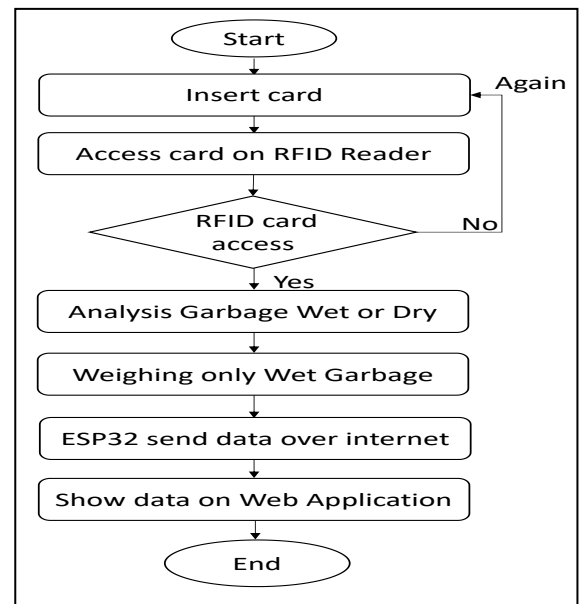 Start
Insert card
Again
Access card on RFID Reader
RFID card
access
No
Yes
Analysis Garbage Wet or Dry
Weighing only Wet Garbage
ESP32 send data over internet
Show data on Web Application
End